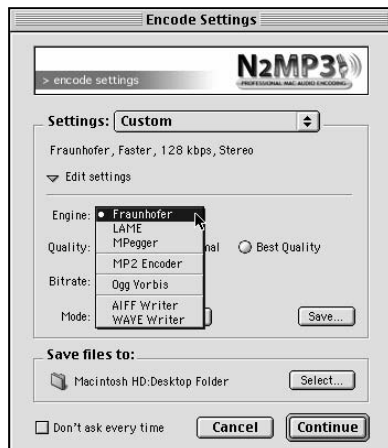 Encode Settings
> encode settings
N2MP3
PROFESSIONAL MAC AUDIO ENCODING
Settings: Custom
Fraunhofer, Faster, 128 kbps, Stereo
Edit settings
Engine: Fraunhofer
LAME
MPegger
Quality: Best Quality
MP2 Encoder
Bitrate: Ogg Vorbis
AIFF Writer
Mode: WAVE Writer Save...
Save files to:
Macintosh HD:Desktop Folder Select...
Don't ask every time Cancel Continue